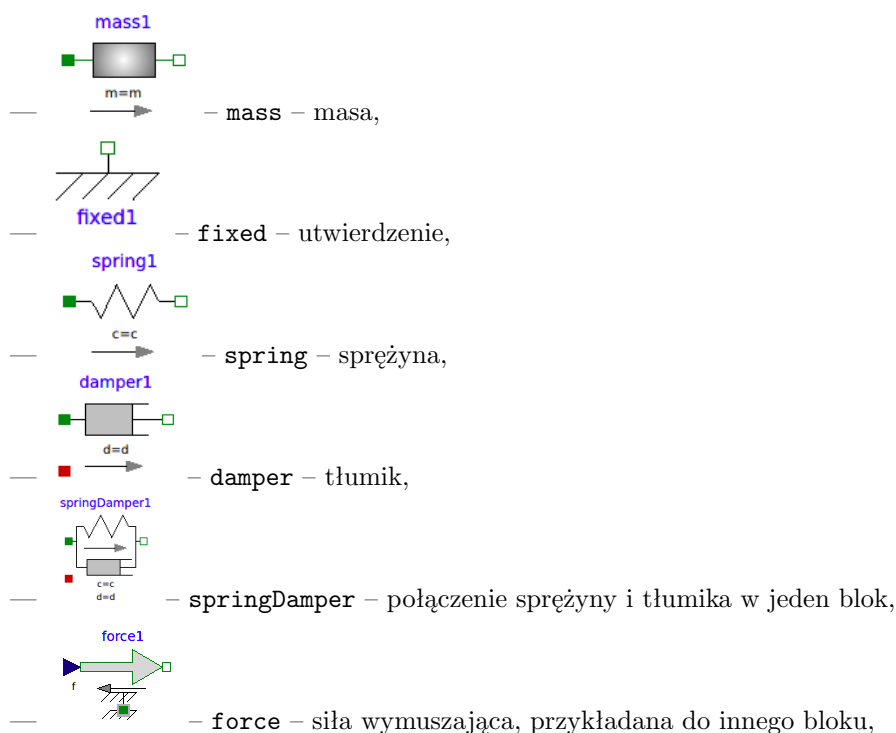 mass1
m=m
— – mass – masa,
fixed1
— – fixed – utwierdzenie,
spring1
c=c
— – spring – sprężyna,
damper1
d=d
— – damper – tłumik,
springDamper1
c=c
d=d
— – springDamper – połączenie sprężyny i tłumika w jeden blok,
force1
f
— – force – siła wymuszająca, przykładana do innego bloku,